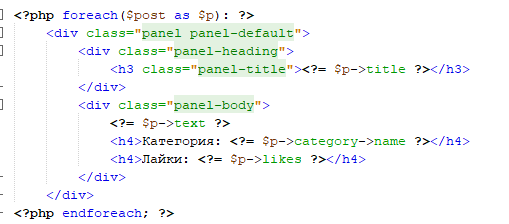 <?php foreach($post as $p): ?>
<div class="panel panel-default">
<div class="panel-heading">
<h3 class="panel-title"><?= $p->title ?></h3>
</div>
<div class="panel-body">
<?= $p->text ?>
<h4>Категория: <?= $p->category->name ?></h4>
<h4>Лайки: <?= $p->likes ?></h4>
</div>
</div>
<?php endforeach; ?>